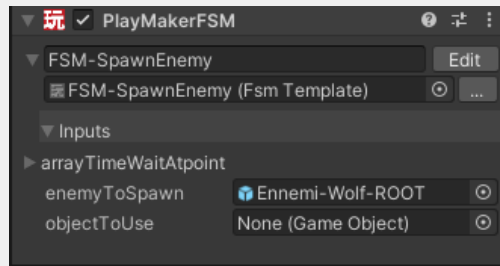 玩 PlayMakerFSM
FSM-SpawnEnemy Edit
FSM-SpawnEnemy (Fsm Template) ...
Inputs
arrayTimeWaitAtpoint
enemyToSpawn Ennemi-Wolf-ROOT
objectToUse None (Game Object)